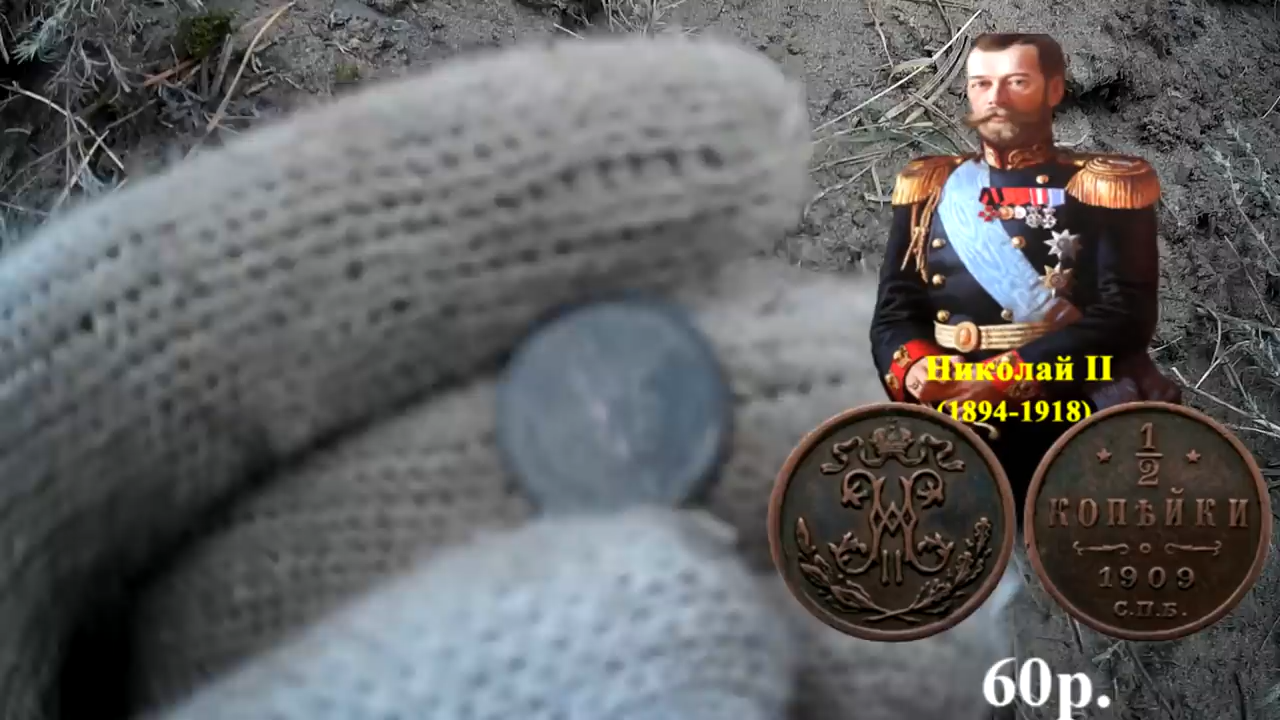 Николай II
(1894-1918)
* 1/2 *
КОПѢЙКИ
1909
С.П.Б.
60р.